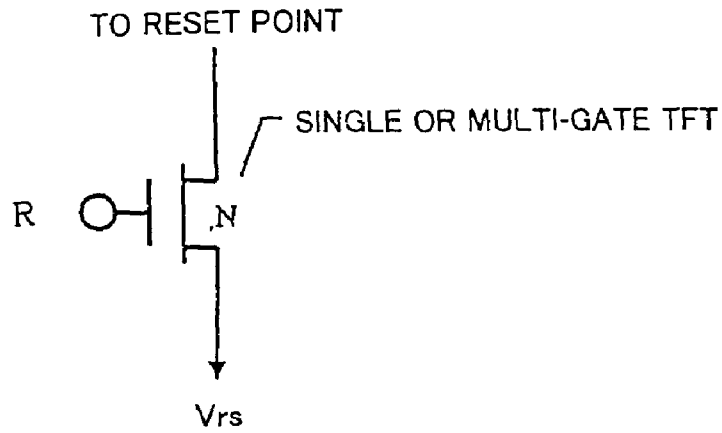 TO RESET POINT
SINGLE OR MULTI-GATE TFT
R
N
Vrs